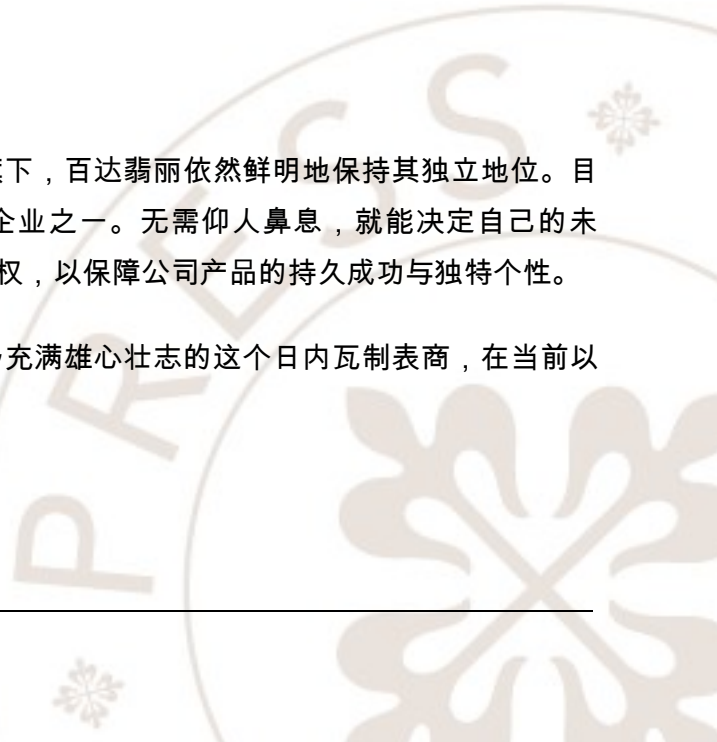 下，百达翡丽依然鲜明地保持其独立地位。目
企业之一。无需仰人鼻息，就能决定自己的未
权，以保障公司产品的持久成功与独特个性。
充满雄心壮志的这个日内瓦制表商，在当前以
PRESS